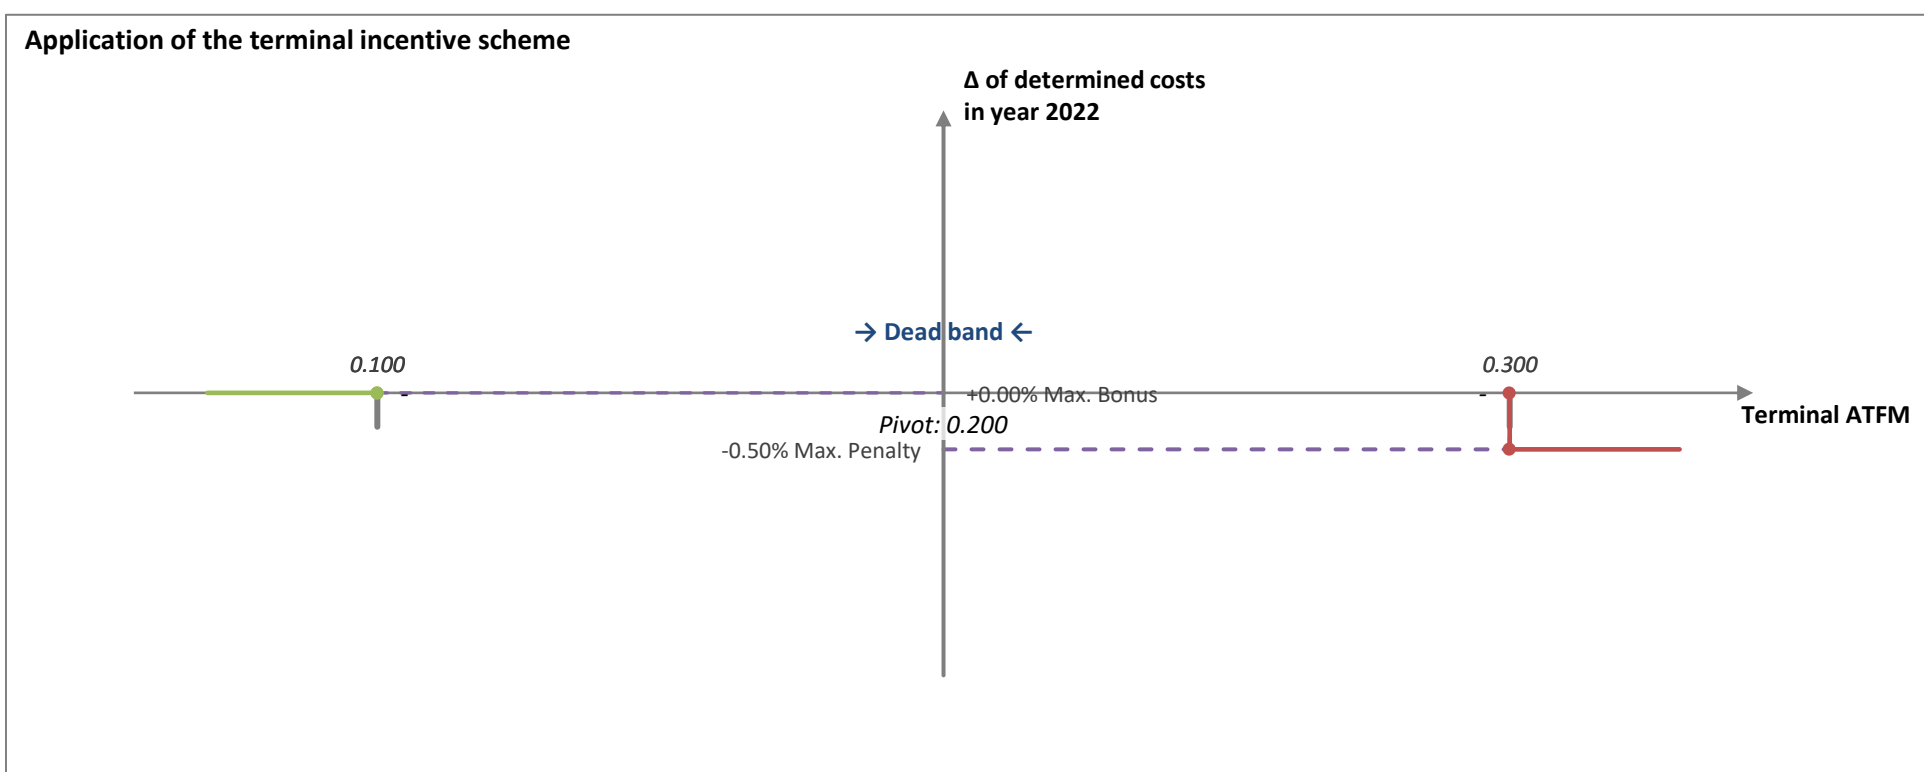 Application of the terminal incentive scheme
Δ of determined costs
in year 2022
→ Dead band ←
0.100
0.300
-
+0.00% Max. Bonus
-
Terminal ATFM
Pivot: 0.200
-0.50% Max. Penalty